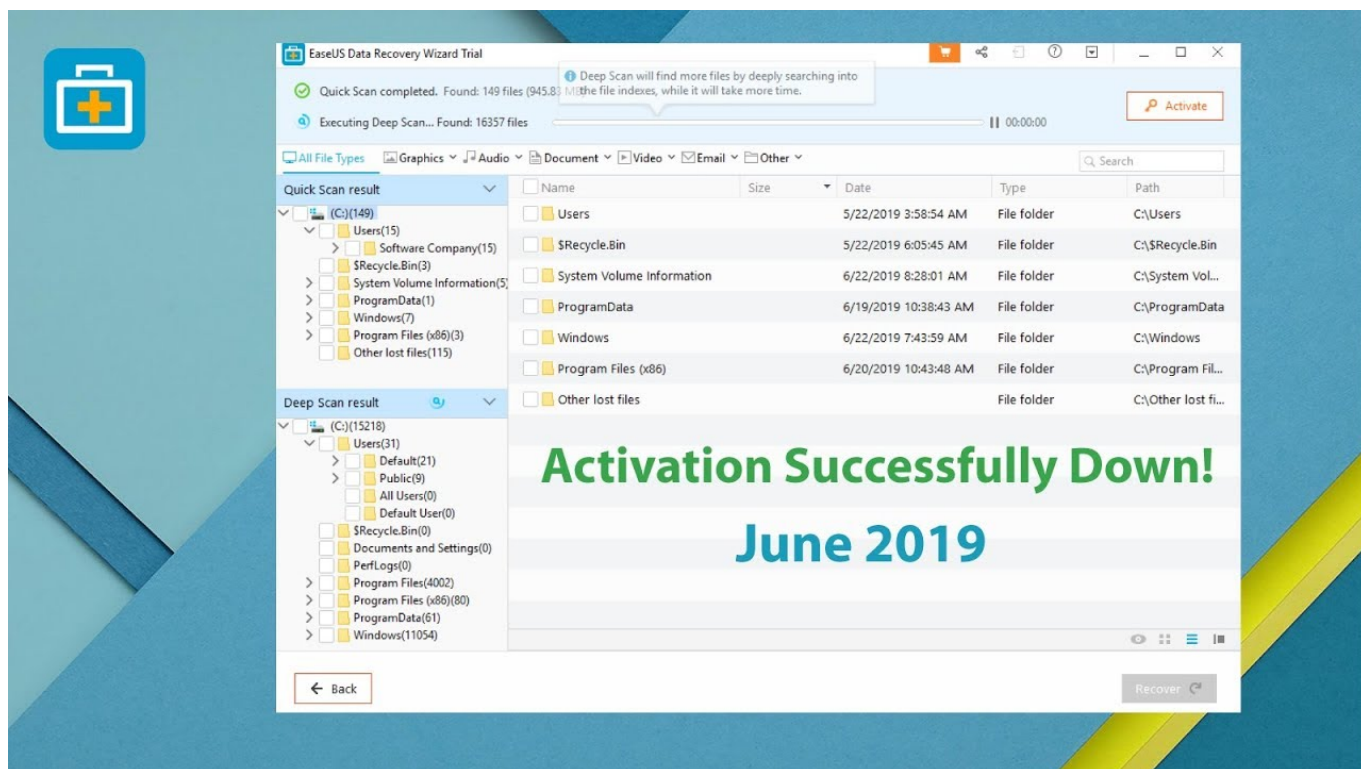 EaseUS Data Recovery Wizard Trial
Deep Scan will find more files by deeply searching into
the file indexes, while it will take more time.
Quick Scan completed. Found: 149 files (945.83
Executing Deep Scan... Found: 16357 files
00:00:00
Activate
All File Types Graphics Audio Document Video Email Other
Search
Quick Scan result
(C:)(149)
Users(15)
Software Company(15)
$Recycle.Bin(3)
System Volume Information(5)
ProgramData(1)
Windows(7)
Program Files (x86)(3)
Other lost files(115)
Deep Scan result
(C:)(15218)
Users(31)
Default(21)
Public(9)
All Users(0)
Default User(0)
$Recycle.Bin(0)
Documents and Settings(0)
PerfLogs(0)
Program Files(4002)
Program Files (x86)(80)
ProgramData(61)
Windows(11054)
Name Size Date Type Path
Users 5/22/2019 3:58:54 AM File folder C:\Users
$Recycle.Bin 5/22/2019 6:05:45 AM File folder C:\$Recycle.Bin
System Volume Information 6/22/2019 8:28:01 AM File folder C:\System Vol...
ProgramData 6/19/2019 10:38:43 AM File folder C:\ProgramData
Windows 6/22/2019 7:43:59 AM File folder C:\Windows
Program Files (x86) 6/20/2019 10:43:48 AM File folder C:\Program Fil...
Other lost files File folder C:\Other lost fi...
Activation Successfully Down!
June 2019
Back
Recover